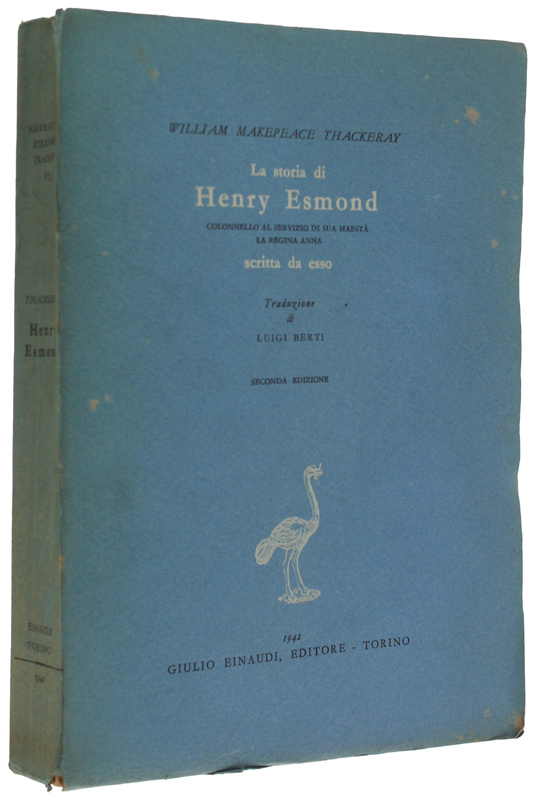 WILLIAM MAKEPEACE THACKERAY
La storia di
Henry Esmond
COLONNELLO AL SERVIZIO DI SUA MAESTÀ
LA REGINA ANNA
scritta da esso
Traduzione
di
LUIGI BERTI
SECONDA EDIZIONE
1942
GIULIO EINAUDI, EDITORE - TORINO
Henr
Esmon
EINAUDI
TORINO